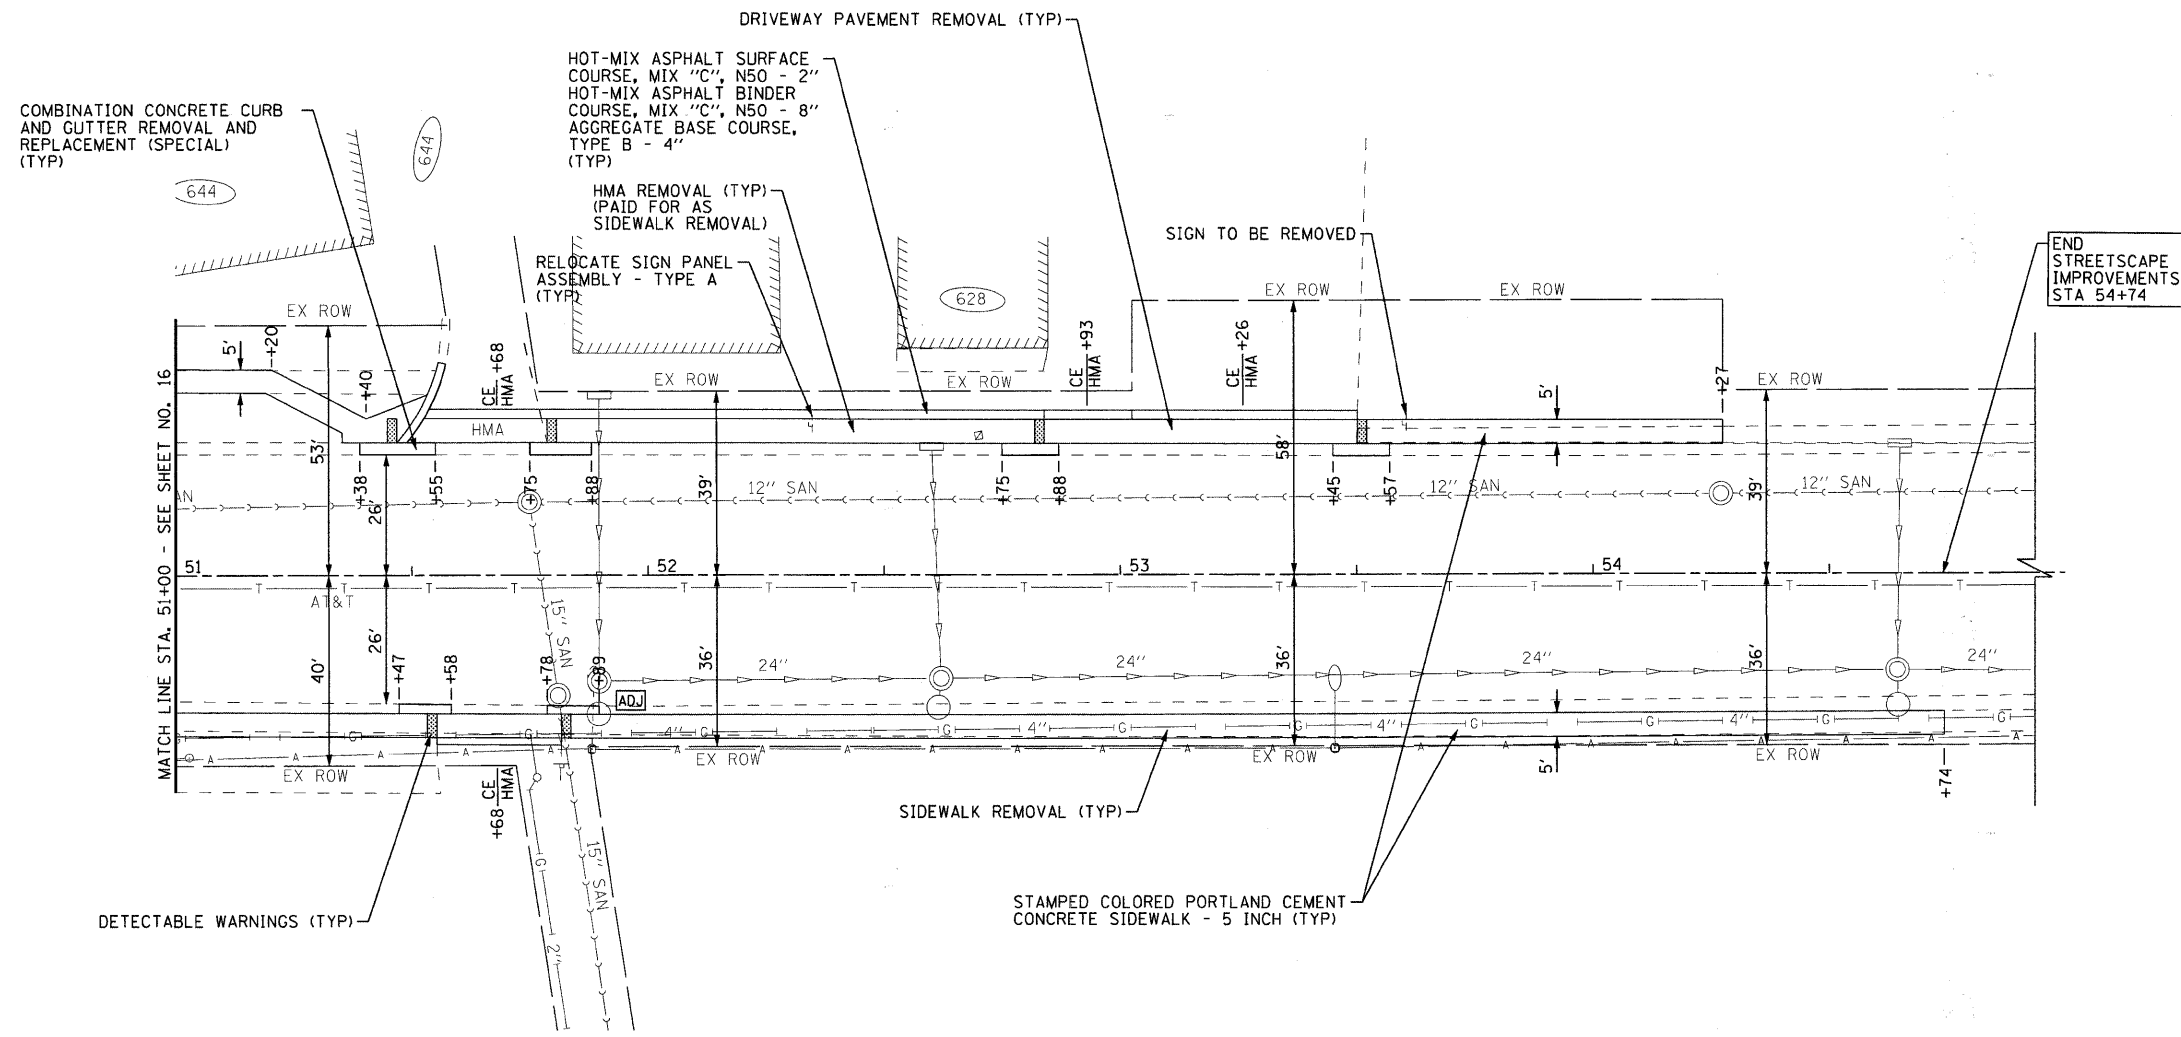 DRIVEWAY PAVEMENT REMOVAL (TYP)
HOT-MIX ASPHALT SURFACE
COURSE, MIX "C", N50 - 2"
HOT-MIX ASPHALT BINDER
COURSE, MIX "C", N50 - 8"
AGGREGATE BASE COURSE,
TYPE B - 4"
(TYP)
COMBINATION CONCRETE CURB
AND GUTTER REMOVAL AND
REPLACEMENT (SPECIAL)
(TYP)
644
644
HMA REMOVAL (TYP)
(PAID FOR AS
SIDEWALK REMOVAL)
SIGN TO BE REMOVED
RELOCATE SIGN PANEL
ASSEMBLY - TYPE A
(TYP)
628
END
STREETSCAPE
IMPROVEMENTS
STA 54+74
EX ROW
EX ROW
EX ROW
EX ROW
EX ROW
EX ROW
5'
+20
+40
CE
HMA
+68
CE
HMA
+93
CE
HMA
+26
5'
+27
HMA
53'
+38
26'
+55
+75
+88
39'
+75
+88
58'
+45
+57
39'
AN
12" SAN
12" SAN
12" SAN
MATCH LINE STA. 51+00 - SEE SHEET NO. 16
51
52
53
54
T T T T T T T T T T T T T T T T T T T T
AT&T
15" SAN
40'
26'
+47
+58
+78
+89
36'
36'
36'
24"
24"
24"
24"
ADJ
G G G G G G G G G G G
4"
4"
4"
4"
A A A A A A A A A A A A A A A A A A A
EX ROW
EX ROW
EX ROW
EX ROW
5'
+74
+68
CE
HMA
SIDEWALK REMOVAL (TYP)
G
15" SAN
2"
STAMPED COLORED PORTLAND CEMENT
CONCRETE SIDEWALK - 5 INCH (TYP)
DETECTABLE WARNINGS (TYP)